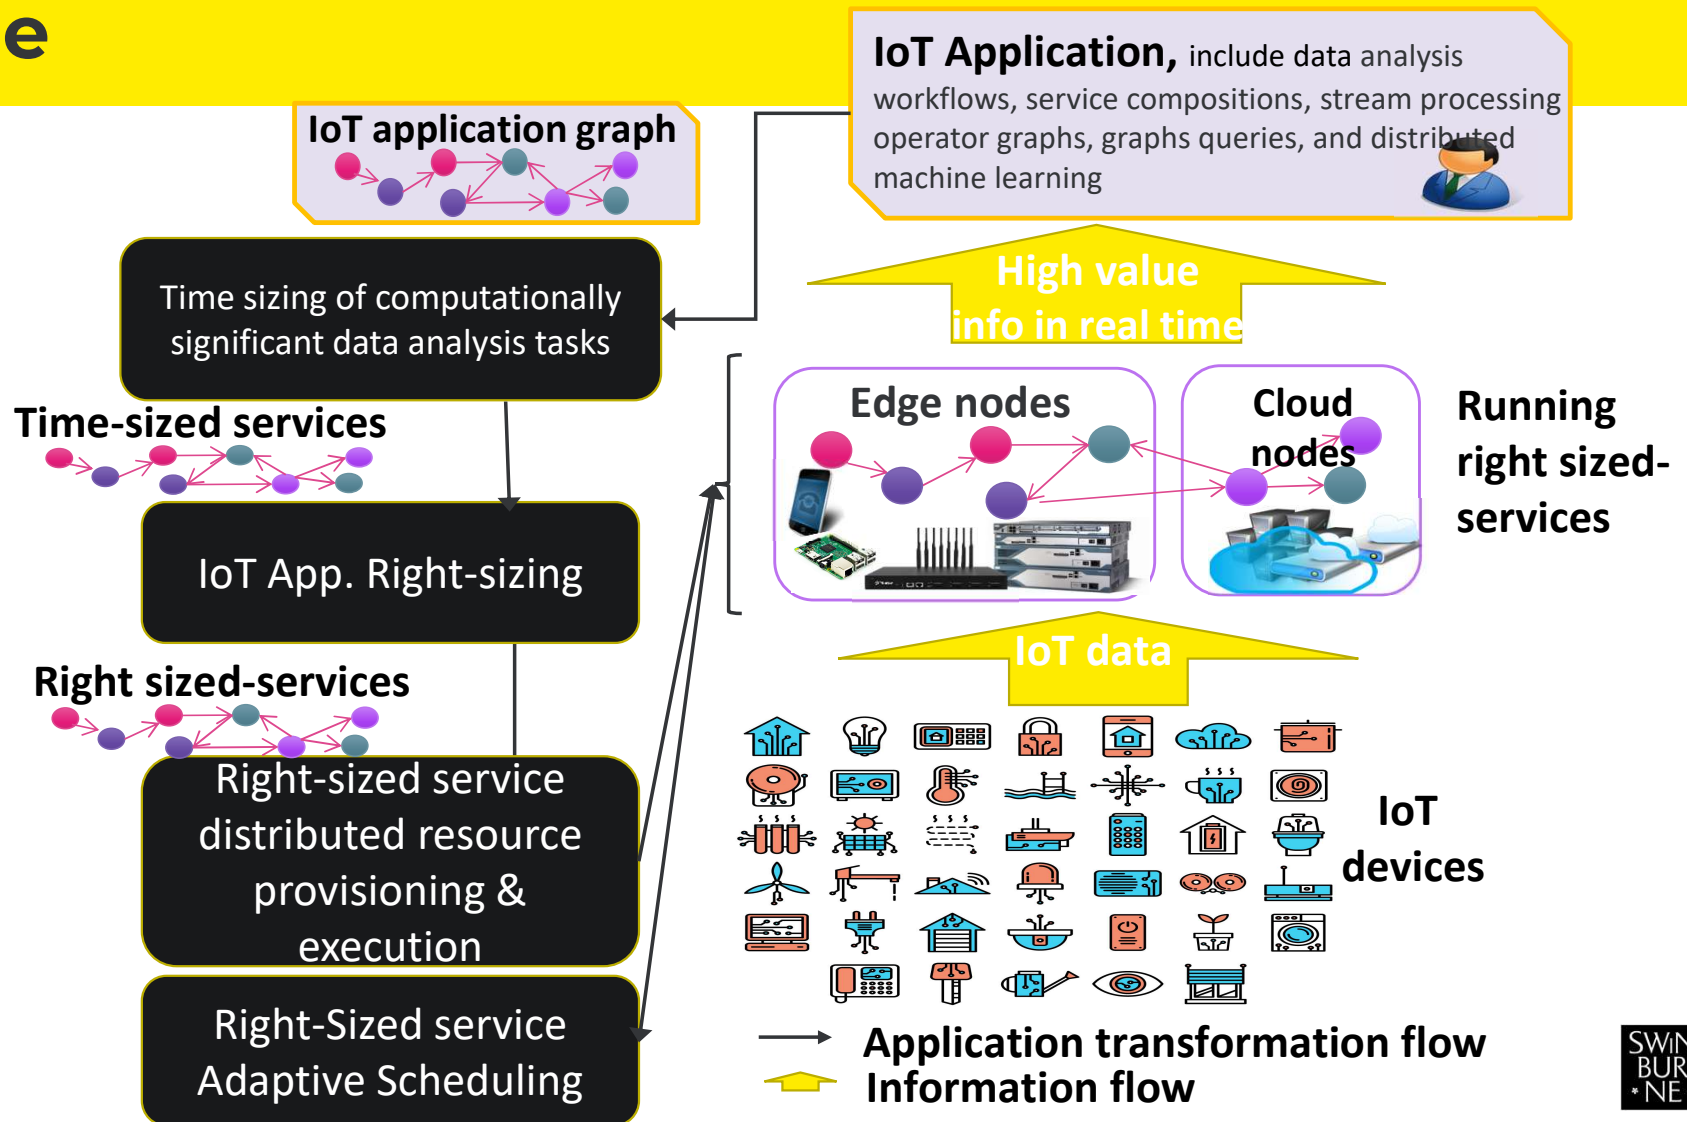 e
IoT Application, include data analysis
workflows, service compositions, stream processing
operator graphs, graphs queries, and distributed
machine learning
IoT application graph
Time sizing of computationally
significant data analysis tasks
High value
info in real time
Time-sized services
Edge nodes
Cloud
nodes
Running
right sized-
services
IoT App. Right-sizing
IoT data
Right sized-services
Right-sized service
distributed resource
provisioning &
execution
IoT
devices
Right-Sized service
Adaptive Scheduling
Application transformation flow
Information flow
SWIN
BUR
*NE